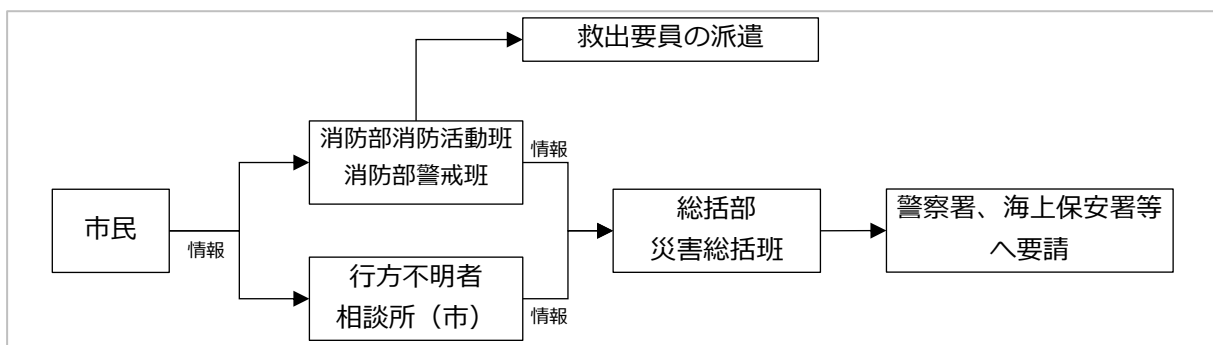 救出要員の派遣
消防部消防活動班
消防部警戒班
情報
市民
情報
総括部
災害総括班
警察署、海上保安署等
へ要請
行方不明者
相談所（市）
情報